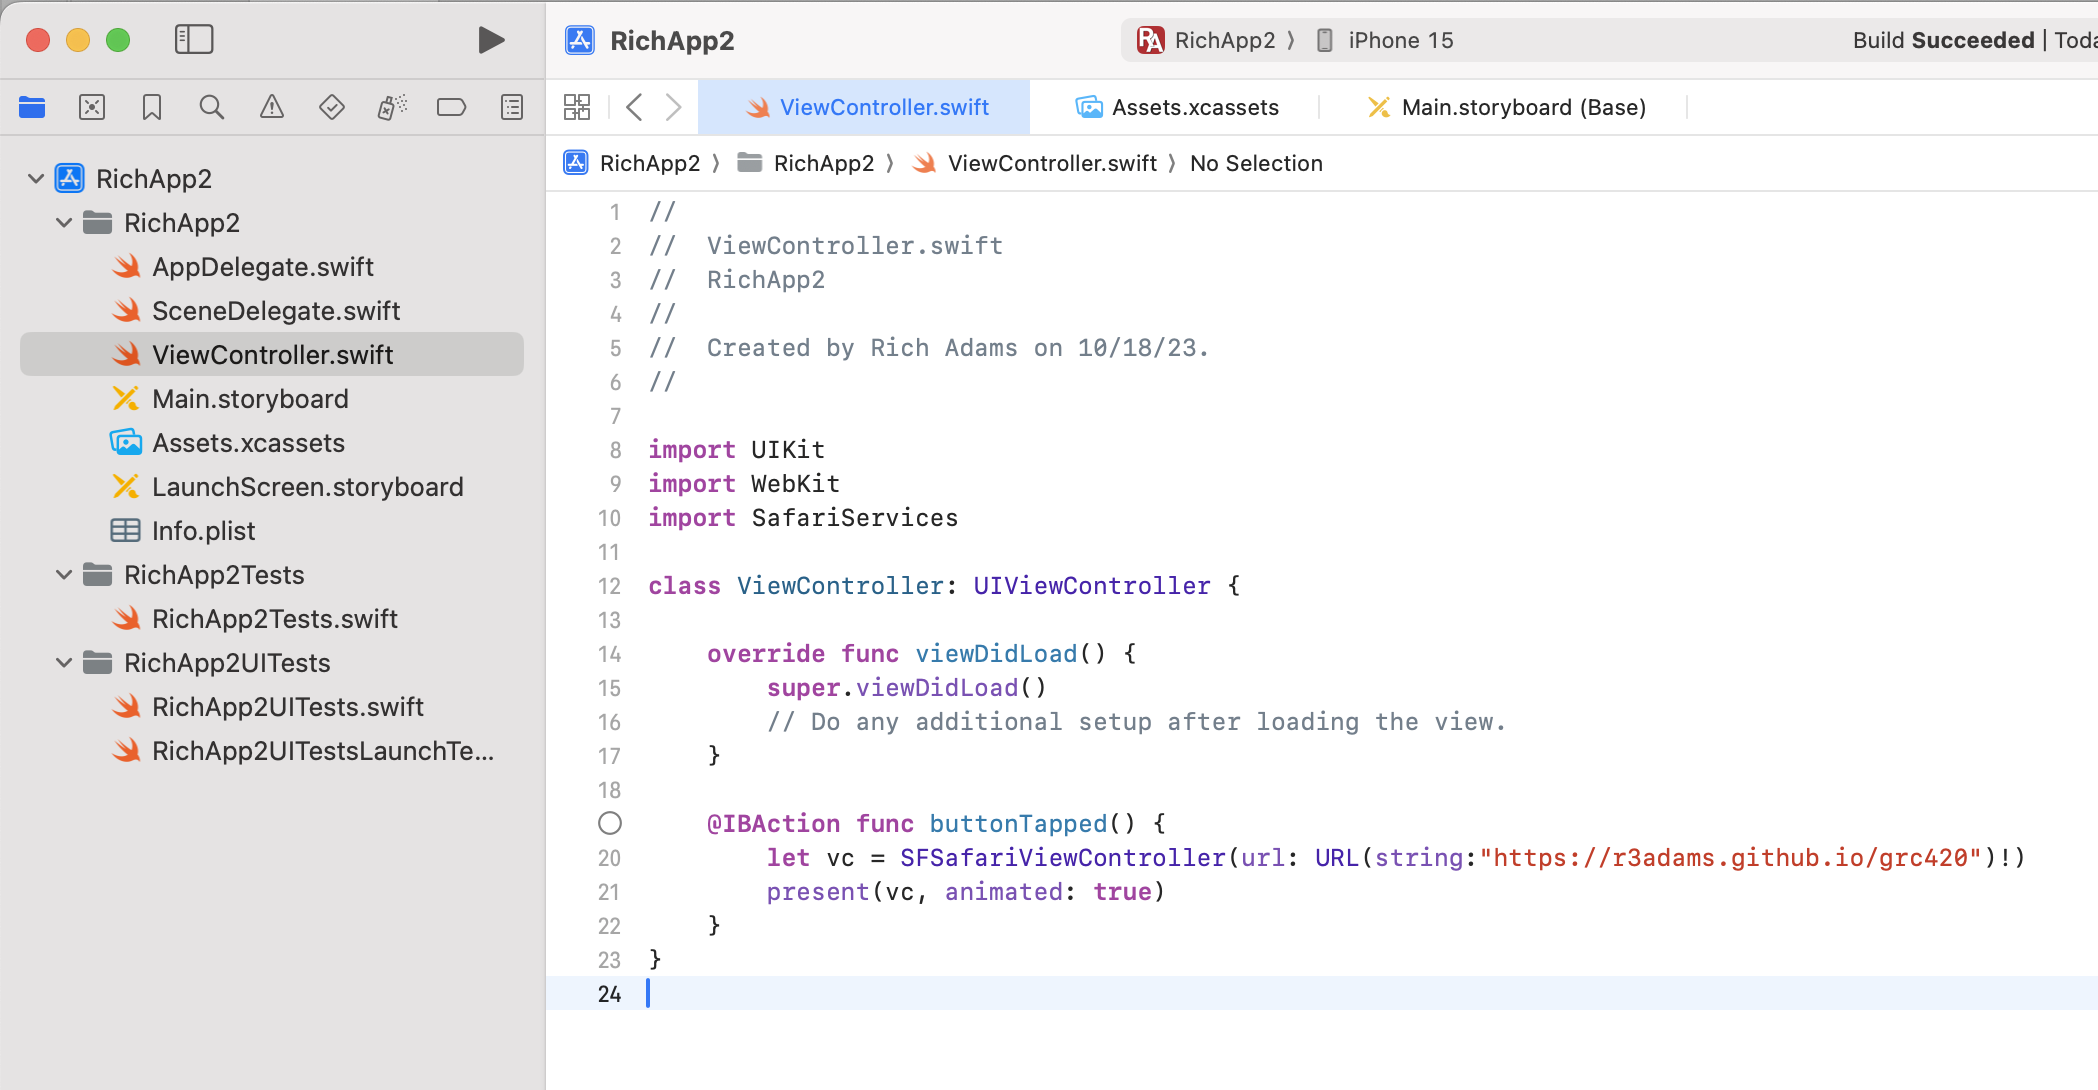 RichApp2
RichApp2 ⟩ iPhone 15
Build Succeeded | Toda
ViewController.swift
Assets.xcassets
Main.storyboard (Base)
RichApp2 ⟩ RichApp2 ⟩ ViewController.swift ⟩ No Selection
RichApp2
RichApp2
AppDelegate.swift
SceneDelegate.swift
ViewController.swift
Main.storyboard
Assets.xcassets
LaunchScreen.storyboard
Info.plist
RichApp2Tests
RichApp2Tests.swift
RichApp2UITests
RichApp2UITests.swift
RichApp2UITestsLaunchTe...
1 //
2 //  ViewController.swift
3 //  RichApp2
4 //
5 //  Created by Rich Adams on 10/18/23.
6 //
7
8 import UIKit
9 import WebKit
10 import SafariServices
11
12 class ViewController: UIViewController {
13
14     override func viewDidLoad() {
15         super.viewDidLoad()
16         // Do any additional setup after loading the view.
17     }
18
    @IBAction func buttonTapped() {
20         let vc = SFSafariViewController(url: URL(string:"https://r3adams.github.io/grc420")!)
21         present(vc, animated: true)
22     }
23 }
24